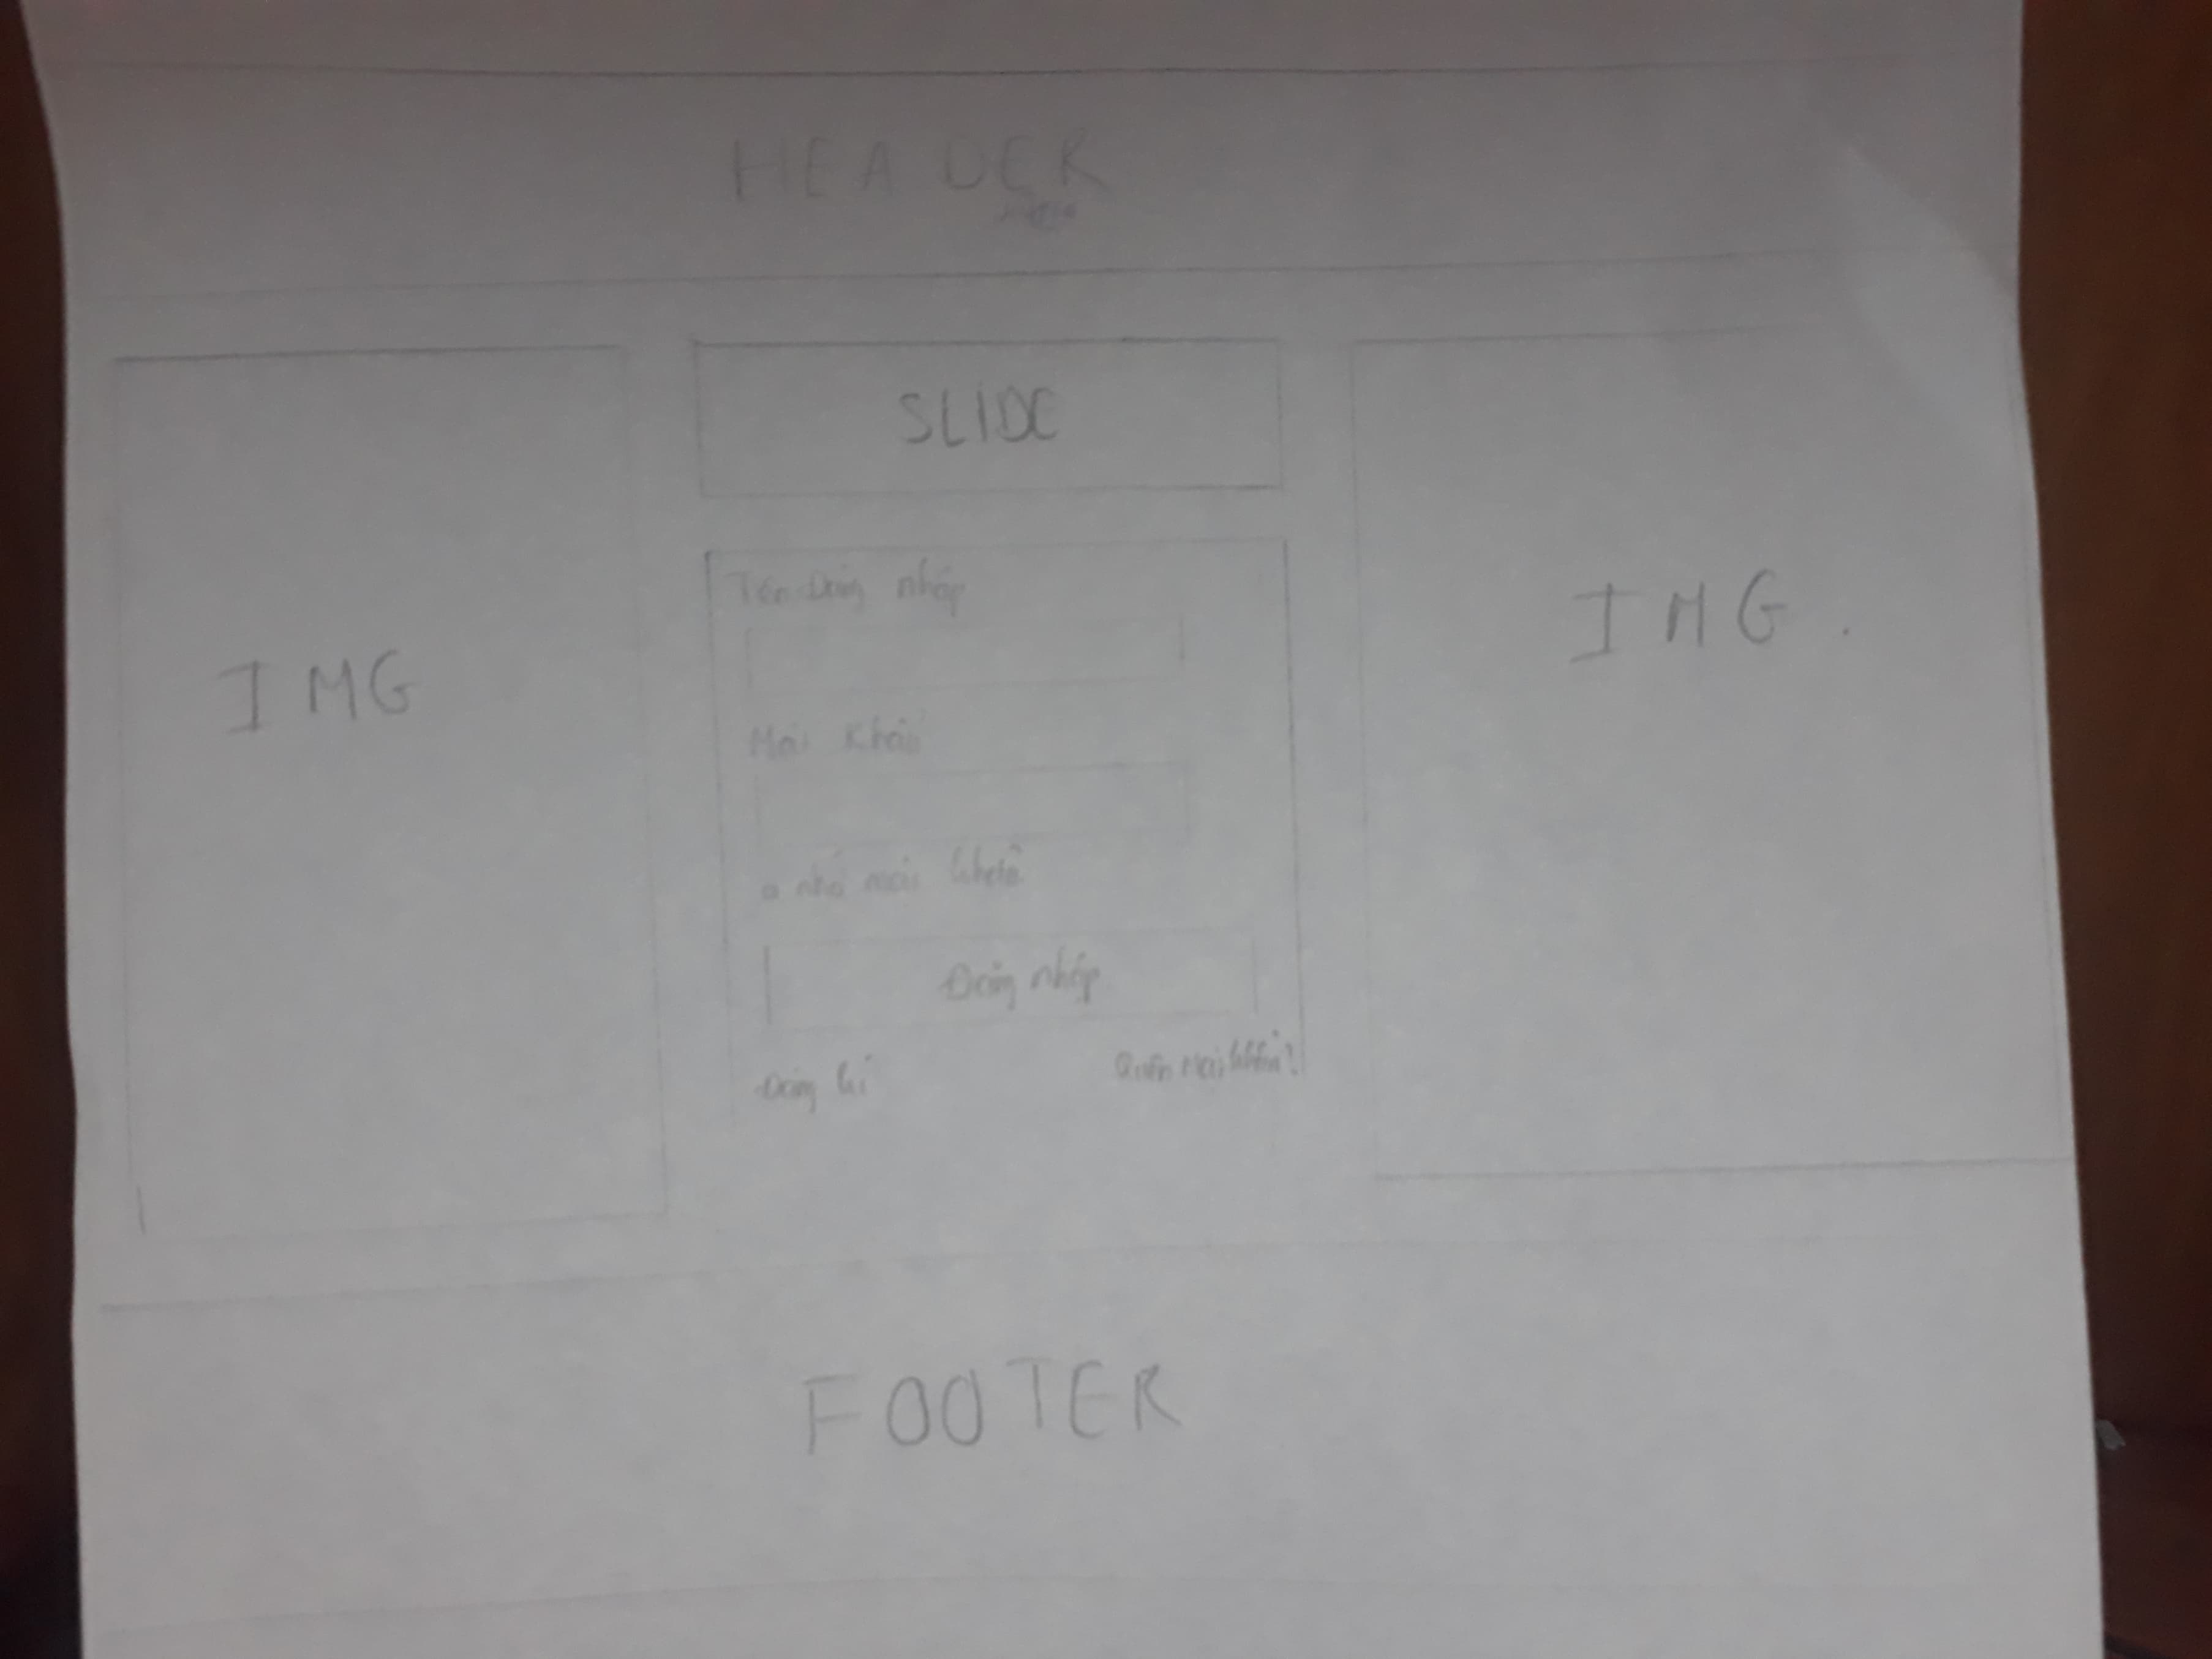 HEADER
SLIDE
IMG
IMG.
Tên Đăng nhập
Mật Khẩu
nhớ mật khẩu
Đăng nhập
Đăng kí
Quên Mật khẩu?
FOOTER